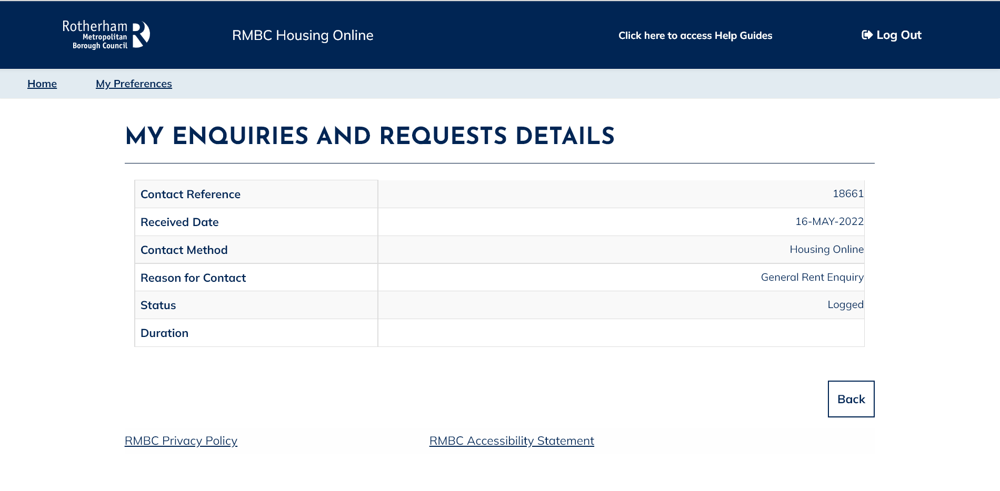 Rotherham
Metropolitan
Borough Council
RMBC Housing Online
Click here to access Help Guides
Log Out
Home
My Preferences
MY ENQUIRIES AND REQUESTS DETAILS
Contact Reference 18661
Received Date 16-MAY-2022
Contact Method Housing Online
Reason for Contact General Rent Enquiry
Status Logged
Duration
Back
RMBC Privacy Policy
RMBC Accessibility Statement